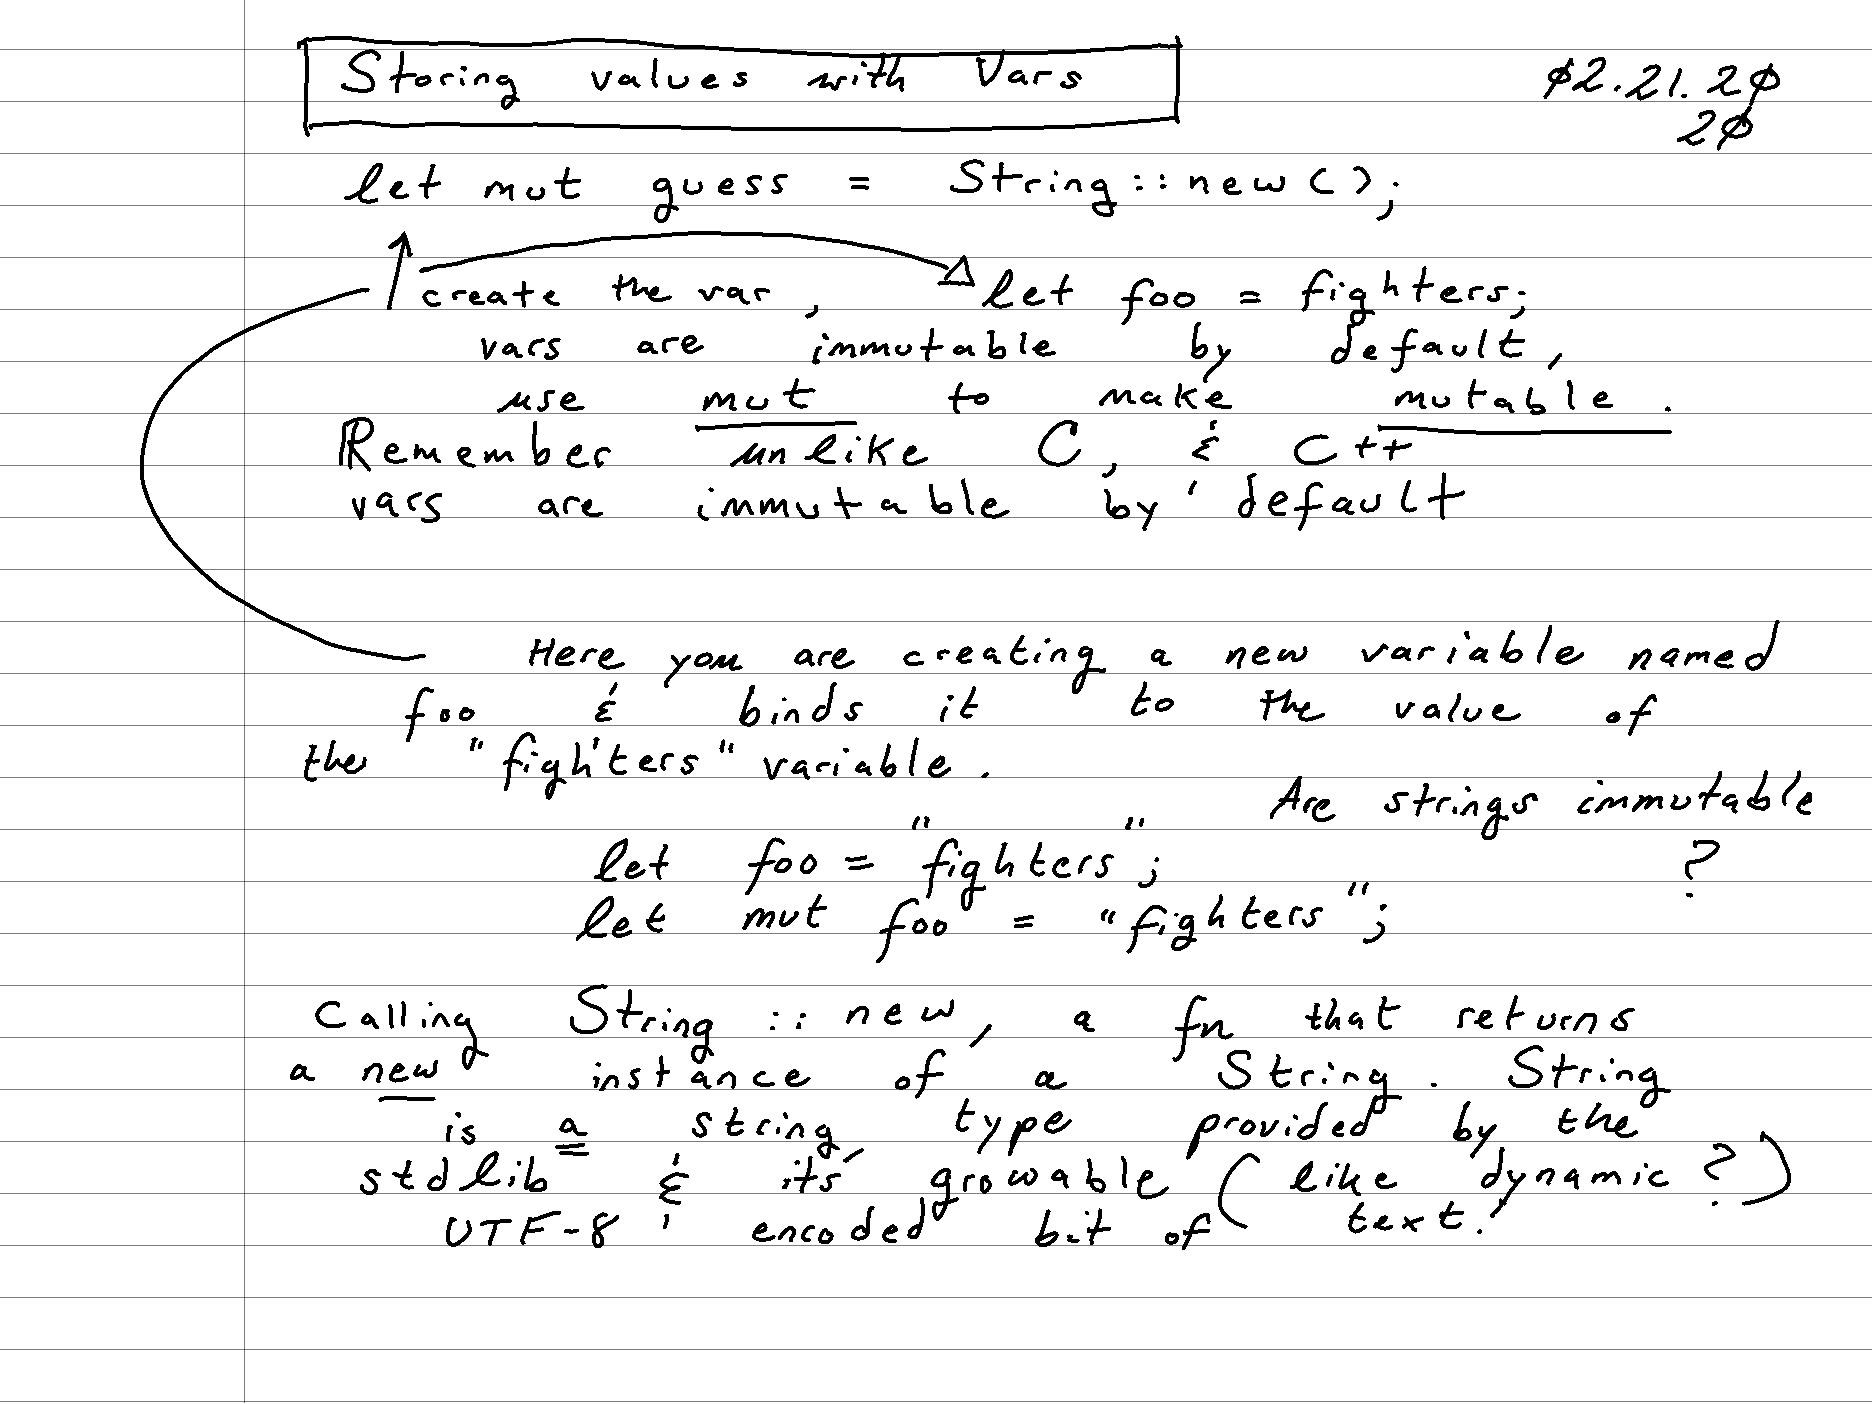 Storing values with Vars
02.21.20
20
let mut guess = String::new();
create the var, let foo = fighters;
vars are immutable by default,
use mut to make mutable.
Remember unlike C, & C++
vars are immutable by default
Here you are creating a new variable named
foo & binds it to the value of
the "fighters" variable.
Are strings immutable
?
let foo = "fighters";
let mut foo = "fighters";
Calling String::new, a fn that returns
a new instance of a String. String
is a string type provided by the
stdlib & it's growable (like dynamic?)
UTF-8 encoded bit of text.